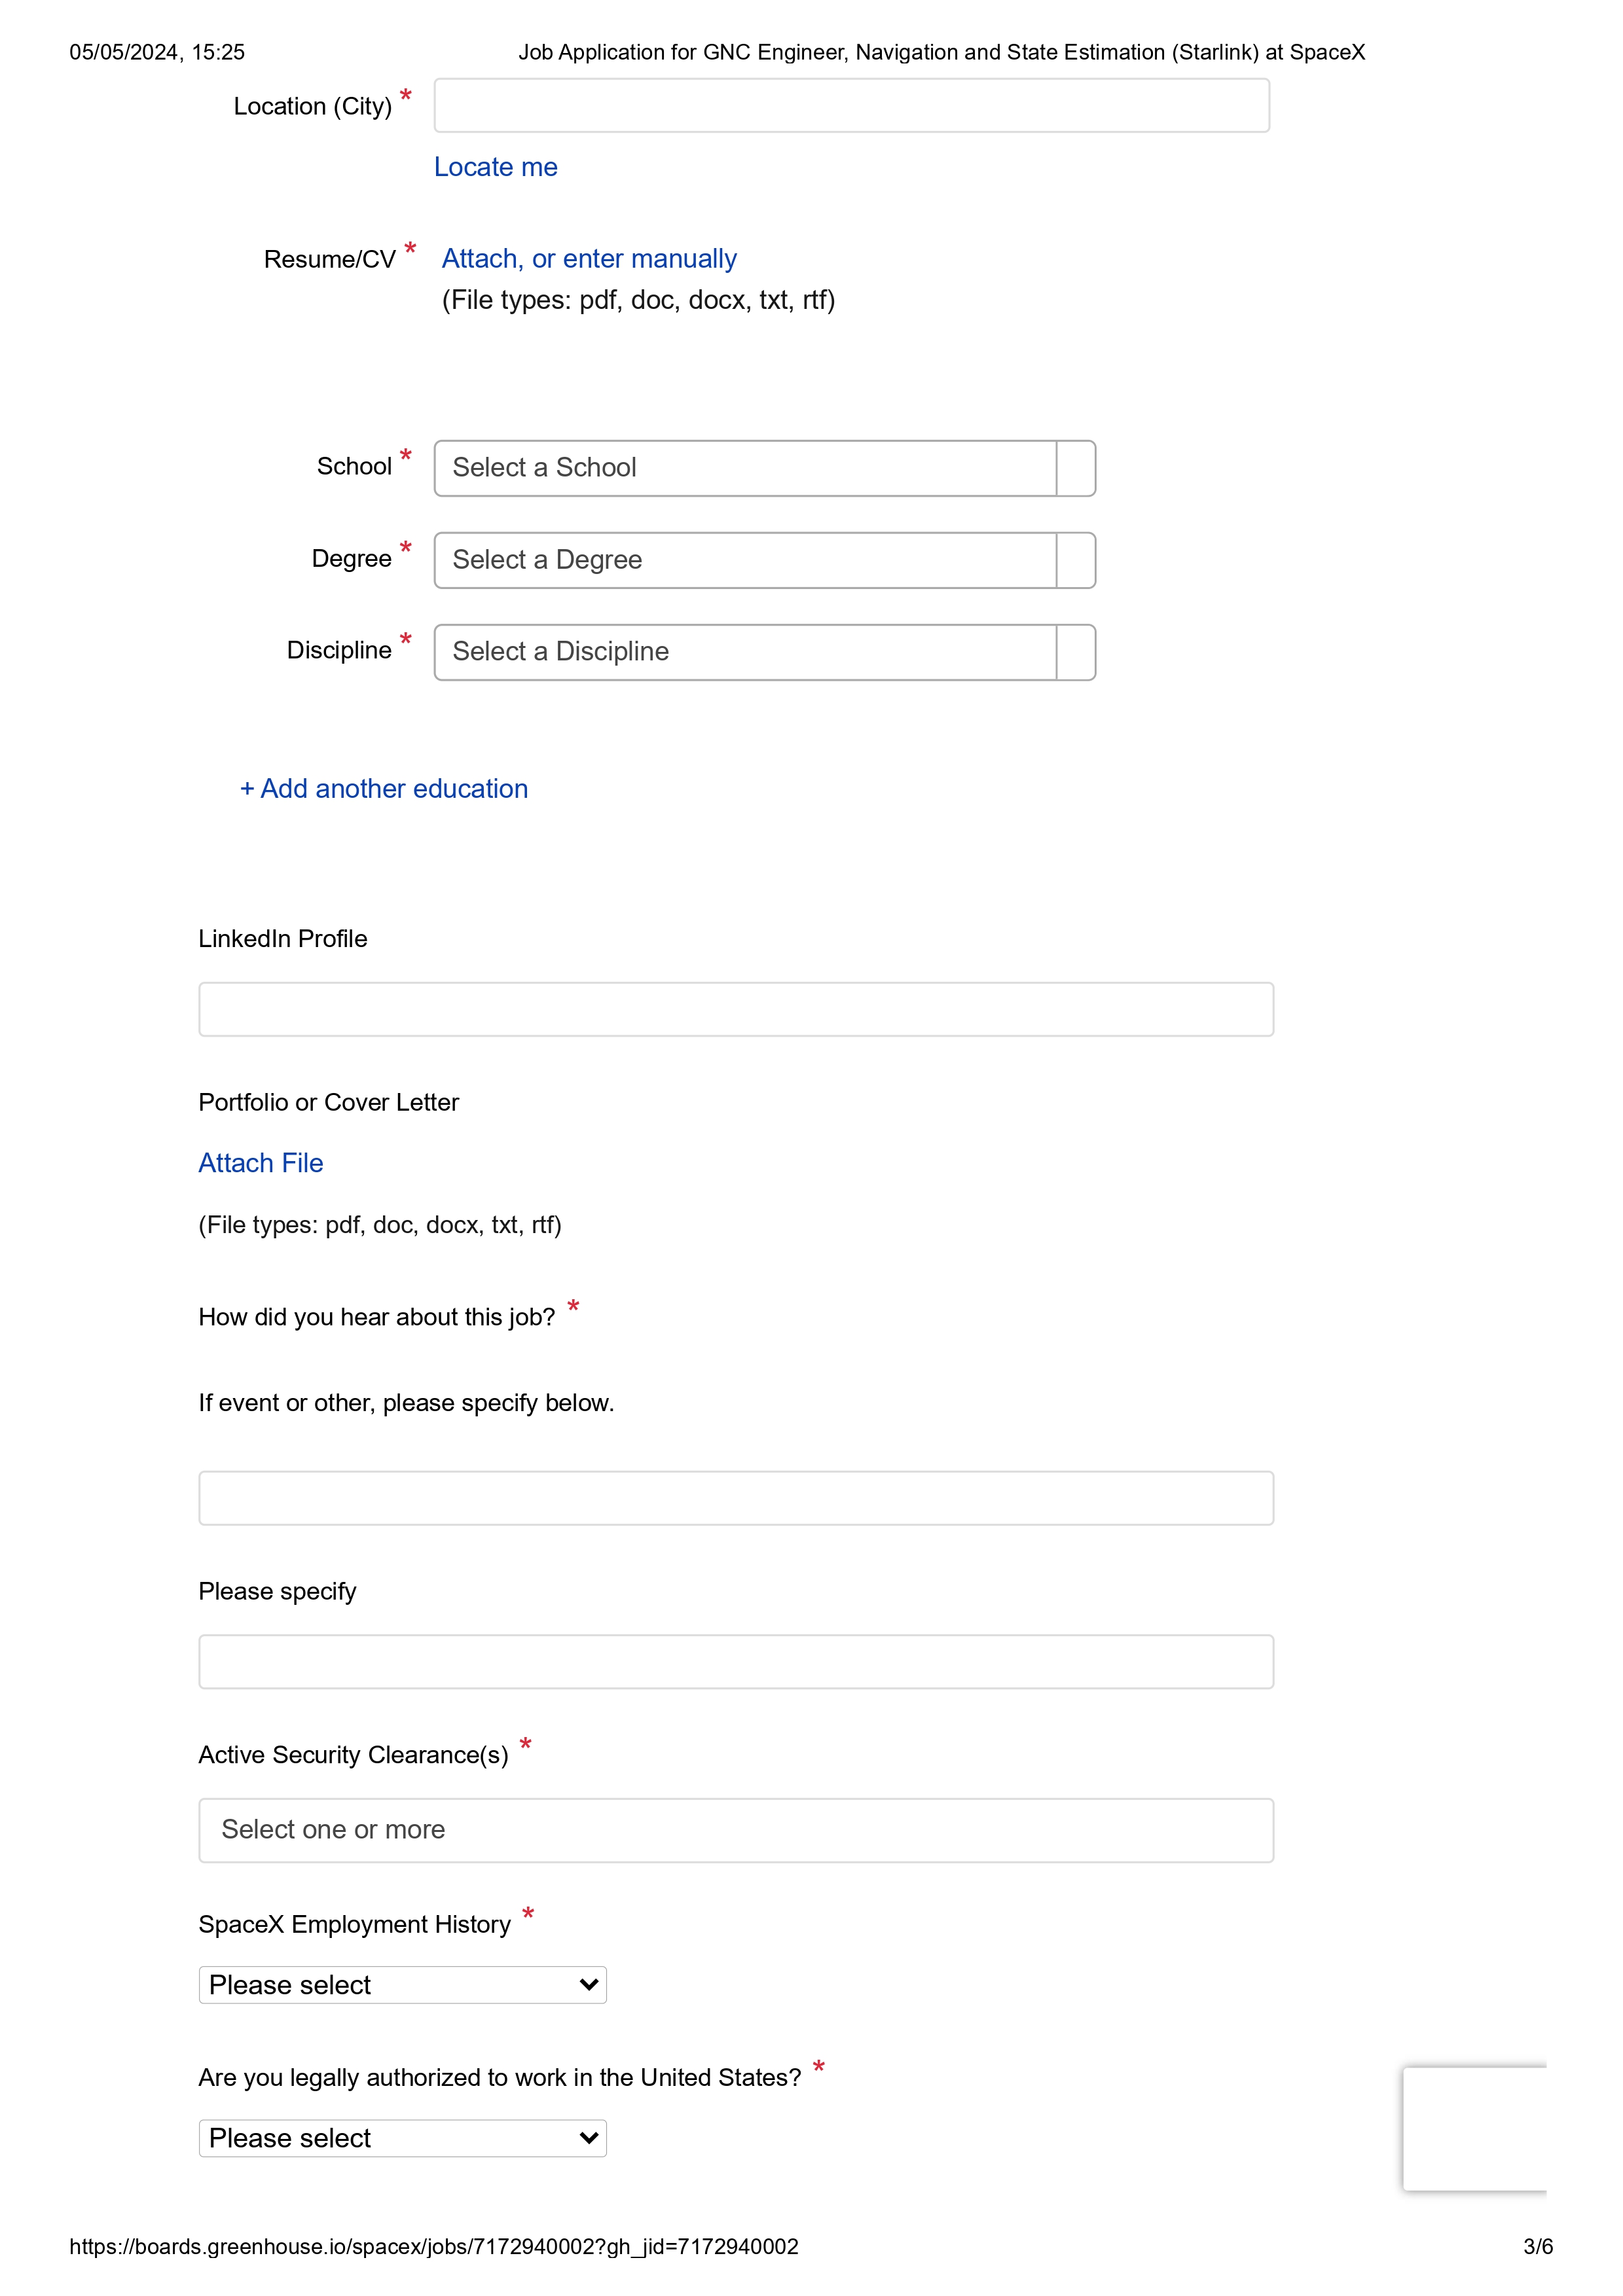 05/05/2024, 15:25 Job Application for GNC Engineer, Navigation and State Estimation (Starlink) at SpaceX
Location (City) *
Locate me
Resume/CV * Attach, or enter manually
(File types: pdf, doc, docx, txt, rtf)
School * Select a School
Degree * Select a Degree
Discipline * Select a Discipline
+ Add another education
LinkedIn Profile
Portfolio or Cover Letter
Attach File
(File types: pdf, doc, docx, txt, rtf)
How did you hear about this job? *
If event or other, please specify below.
Please specify
Active Security Clearance(s) *
Select one or more
SpaceX Employment History *
Please select
Are you legally authorized to work in the United States? *
Please select
https://boards.greenhouse.io/spacex/jobs/7172940002?gh_jid=7172940002 3/6